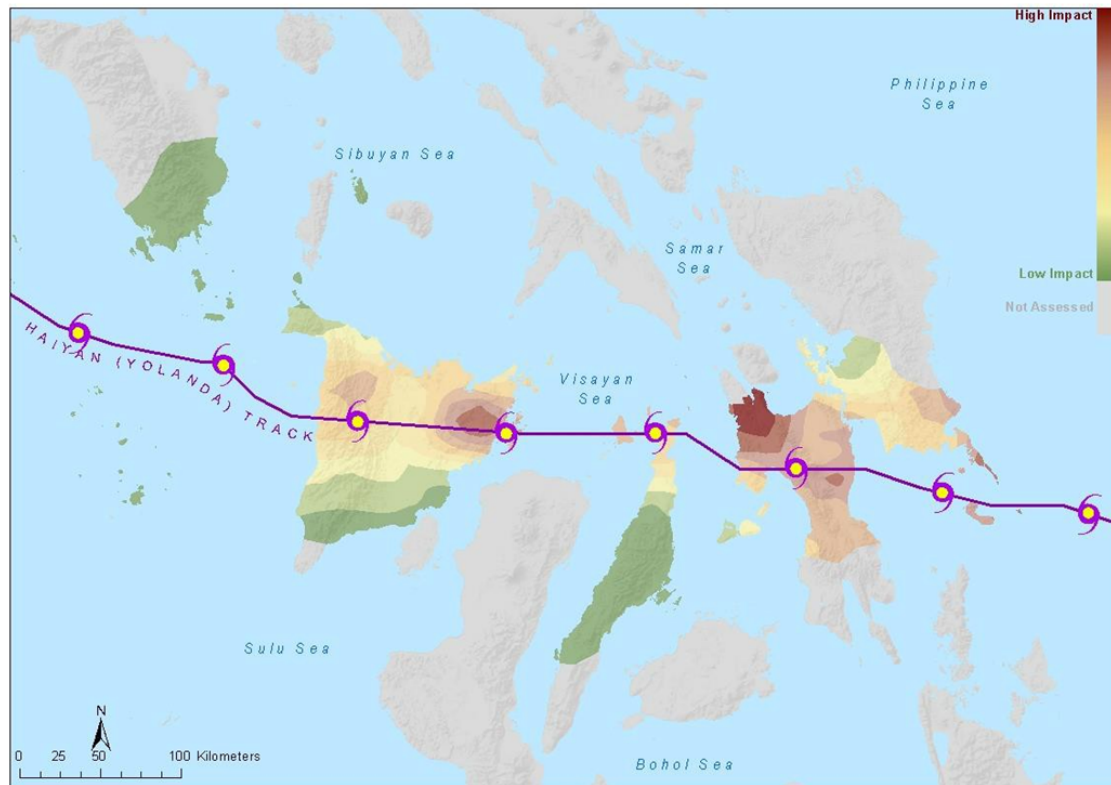 High Impact
Philippine
Sea
Sibuyan Sea
Samar
Sea
Low Impact
Not Assessed
HAIYAN (YOLANDA) TRACK
Visayan
Sea
Sulu Sea
N
0 25 50 100 Kilometers
Bohol Sea